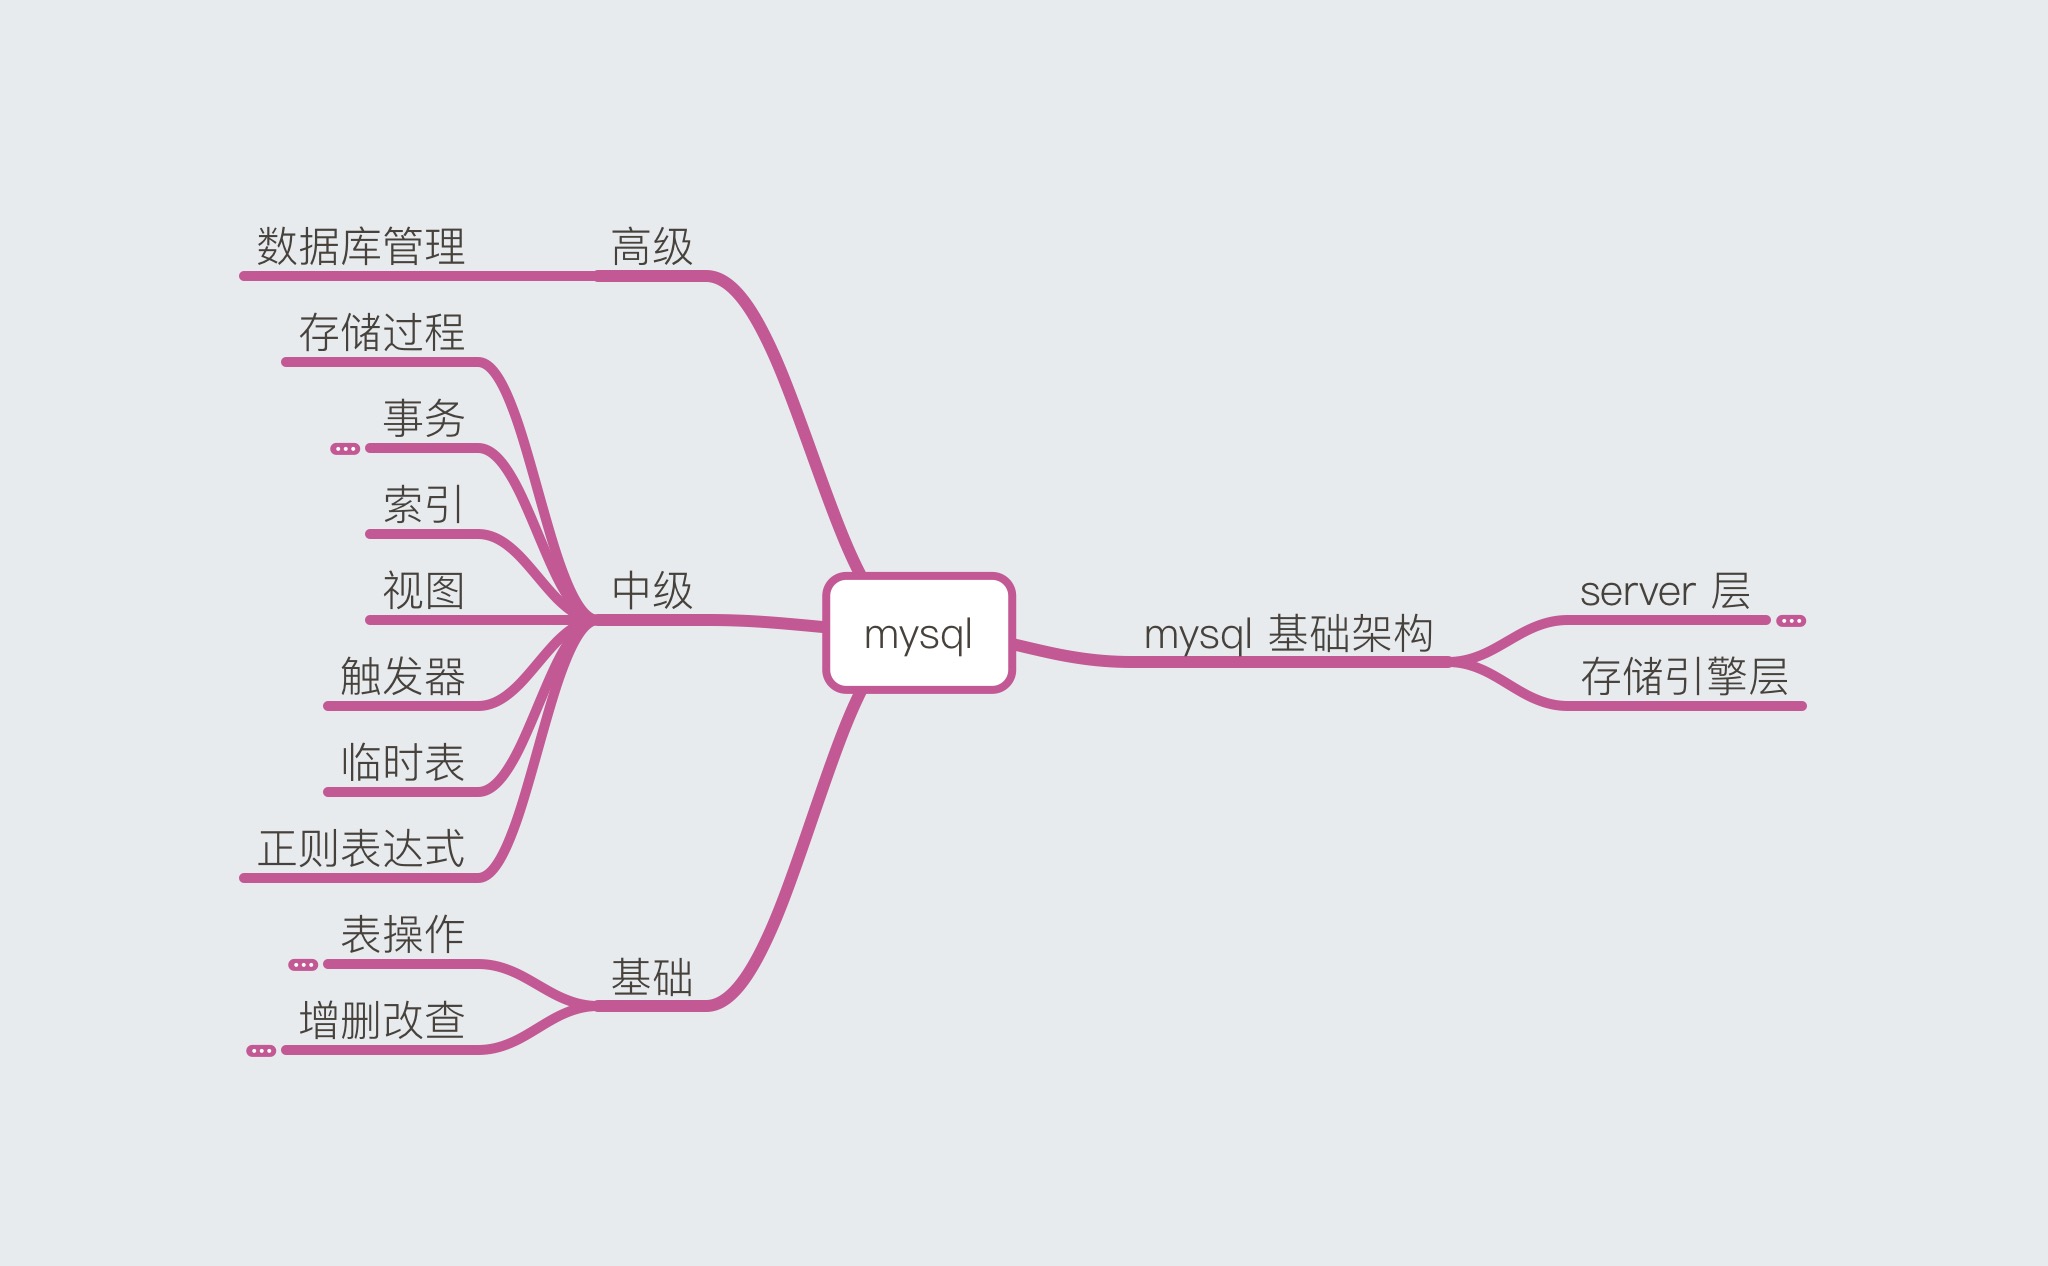 数据库管理
高级
存储过程
事务
索引
视图
中级
触发器
临时表
正则表达式
表操作
基础
增删改查
mysql
mysql 基础架构
server 层
存储引擎层